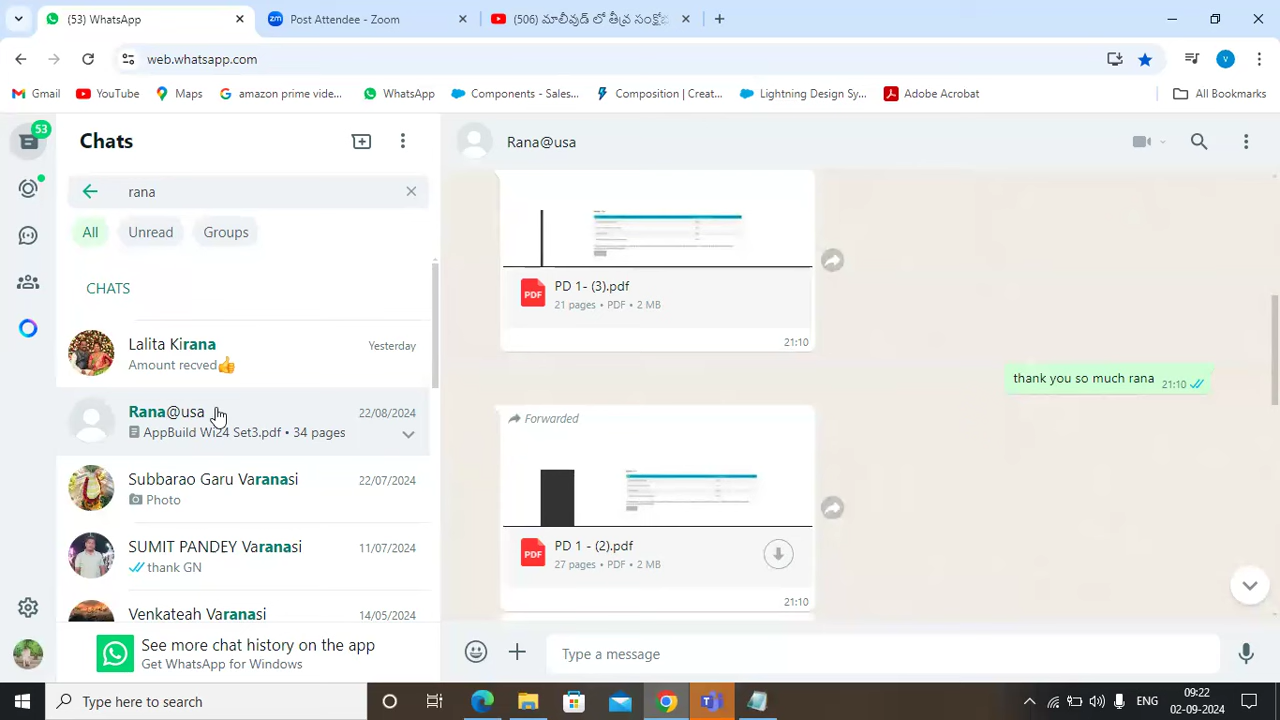 (53) WhatsApp
Post Attendee - Zoom
(506) మాలీవుడ్ లో తీవ్ర సంక్షోభ
web.whatsapp.com
V
Gmail
YouTube
Maps
amazon prime vide...
WhatsApp
Components - Sales...
Composition | Creat...
Lightning Design Sy...
Adobe Acrobat
All Bookmarks
53
Chats
Rana@usa
rana
All
Unread
Groups
CHATS
Lalita Kirana
Yesterday
Amount recved👍
Rana@usa
22/08/2024
AppBuild Wi24 Set3.pdf • 34 pages
Subbarao Garu Varanasi
22/07/2024
Photo
SUMIT PANDEY Varanasi
11/07/2024
thank GN
Venkateah Varanasi
14/05/2024
See more chat history on the app
Get WhatsApp for Windows
PDF
PD 1- (3).pdf
21 pages • PDF • 2 MB
21:10
thank you so much rana
21:10
Forwarded
PDF
PD 1 - (2).pdf
27 pages • PDF • 2 MB
21:10
Type a message
Type here to search
ENG
09:22
02-09-2024